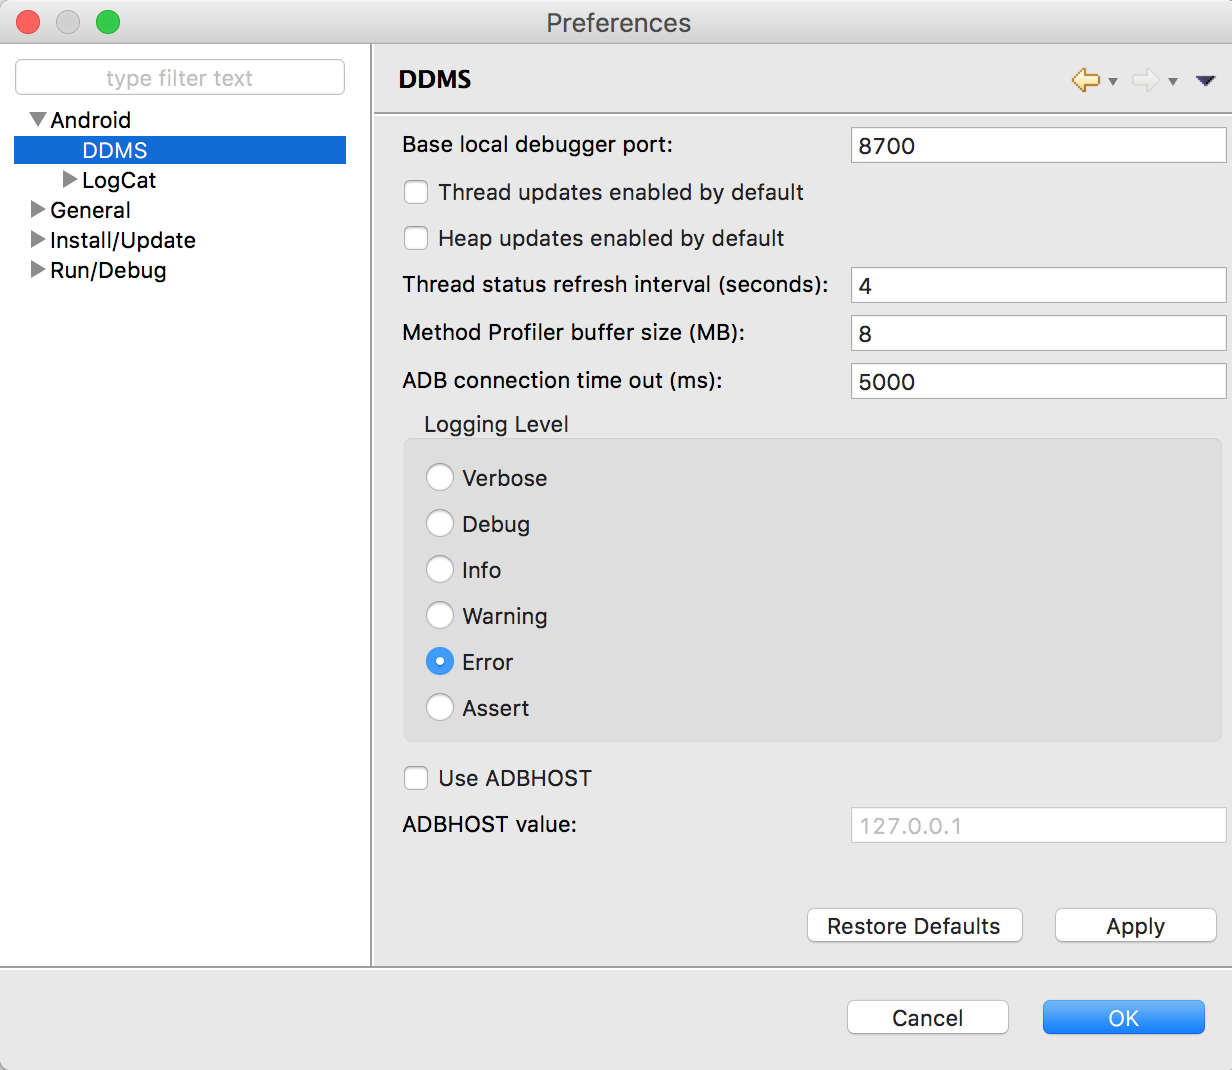 Preferences
type filter text
Android
DDMS
LogCat
General
Install/Update
Run/Debug
DDMS
Base local debugger port: 8700
Thread updates enabled by default
Heap updates enabled by default
Thread status refresh interval (seconds): 4
Method Profiler buffer size (MB): 8
ADB connection time out (ms): 5000
Logging Level
Verbose
Debug
Info
Warning
Error
Assert
Use ADBHOST
ADBHOST value: 127.0.0.1
Restore Defaults Apply
Cancel OK